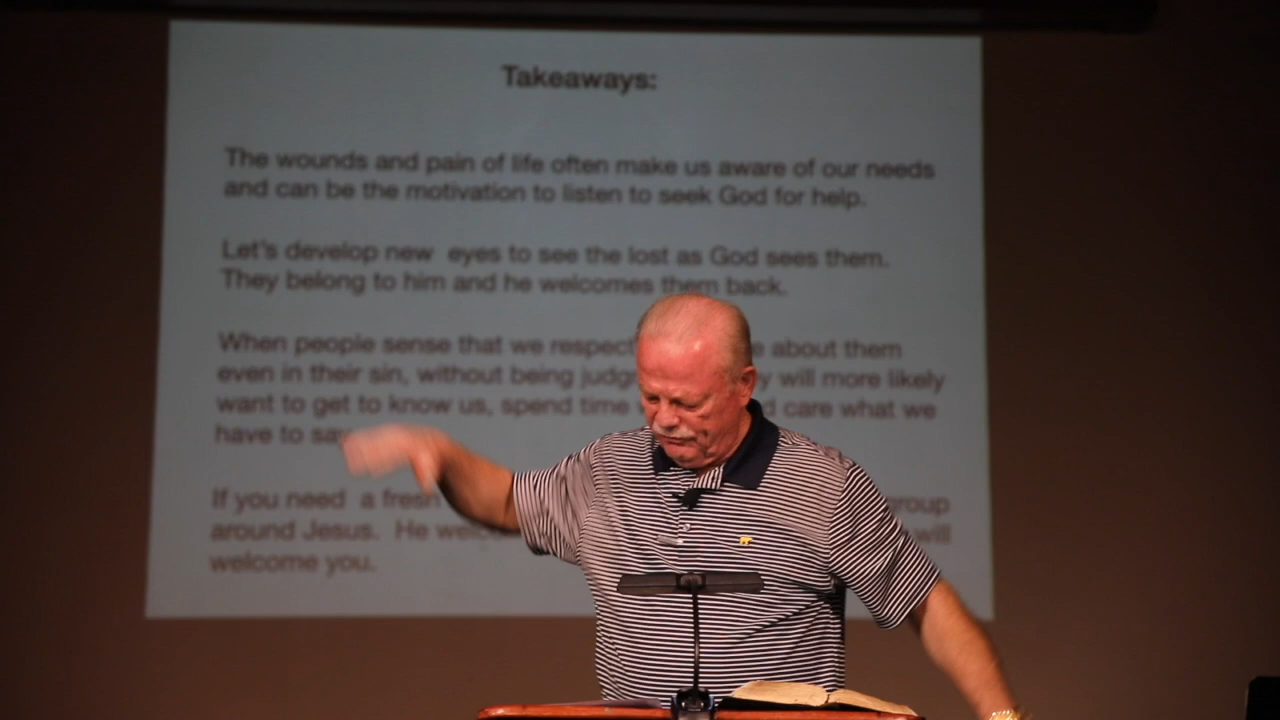 Takeaways:
The wounds and pain of life often make us aware of our needs
and can be the motivation to listen to seek God for help.
Let's develop new eyes to see the lost as God sees them.
They belong to him and he welcomes them back.
When people sense that we respect about them
even in their sin, without being will more likely
want to get to know us, spend time care what we
have to
If you need a fresh group
around Jesus. He will
welcome you.